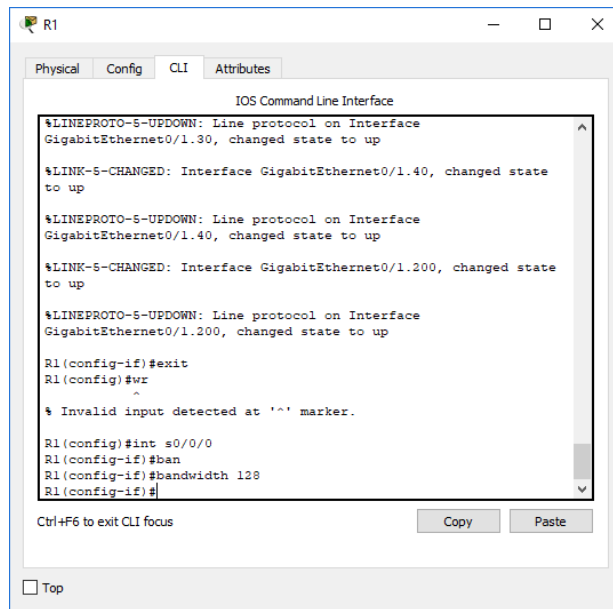 R1
Physical Config CLI Attributes
IOS Command Line Interface
%LINEPROTO-5-UPDOWN: Line protocol on Interface
GigabitEthernet0/1.30, changed state to up
%LINK-5-CHANGED: Interface GigabitEthernet0/1.40, changed state
to up
%LINEPROTO-5-UPDOWN: Line protocol on Interface
GigabitEthernet0/1.40, changed state to up
%LINK-5-CHANGED: Interface GigabitEthernet0/1.200, changed state
to up
%LINEPROTO-5-UPDOWN: Line protocol on Interface
GigabitEthernet0/1.200, changed state to up
R1(config-if)#exit
R1(config)#wr
^
% Invalid input detected at '^' marker.
R1(config)#int s0/0/0
R1(config-if)#ban
R1(config-if)#bandwidth 128
R1(config-if)#
Ctrl+F6 to exit CLI focus
Copy Paste
Top